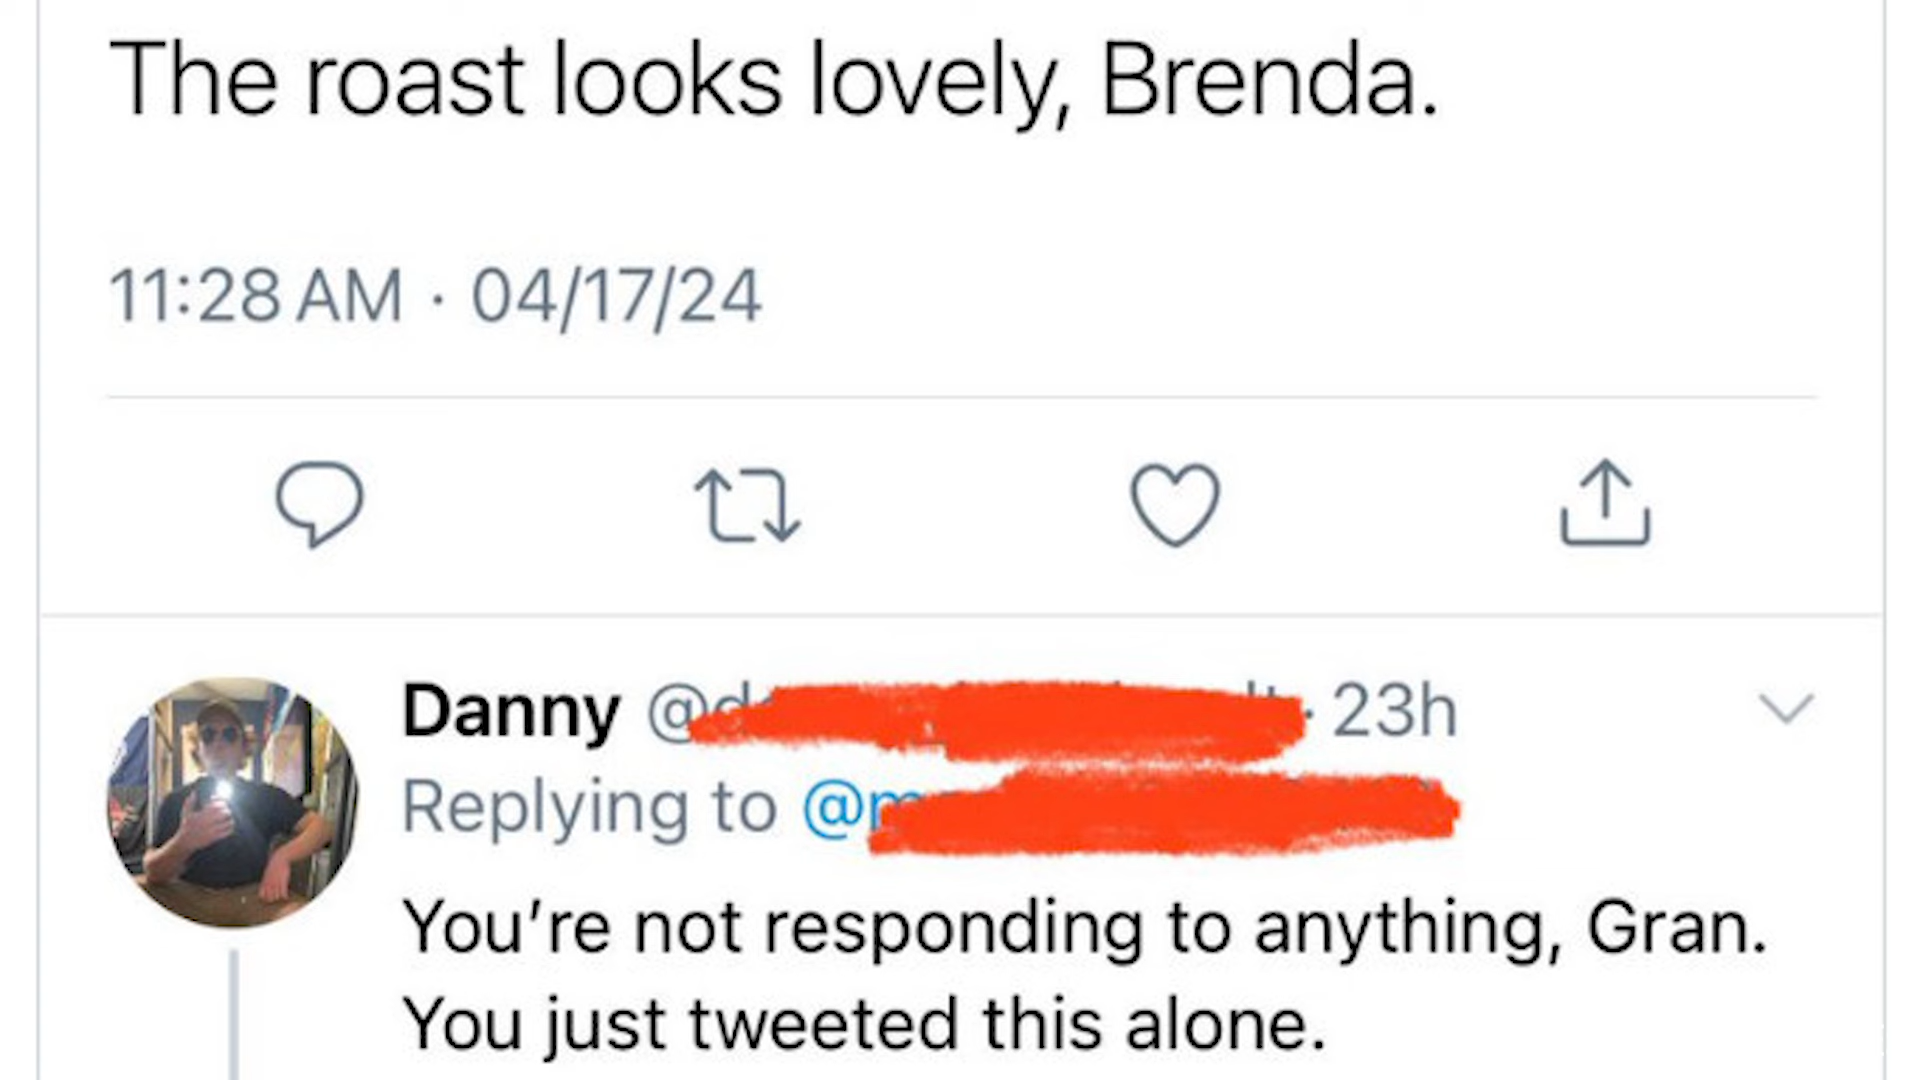 The roast looks lovely, Brenda.
11:28 AM · 04/17/24
Danny · 23h
Replying to
You’re not responding to anything, Gran.
You just tweeted this alone.